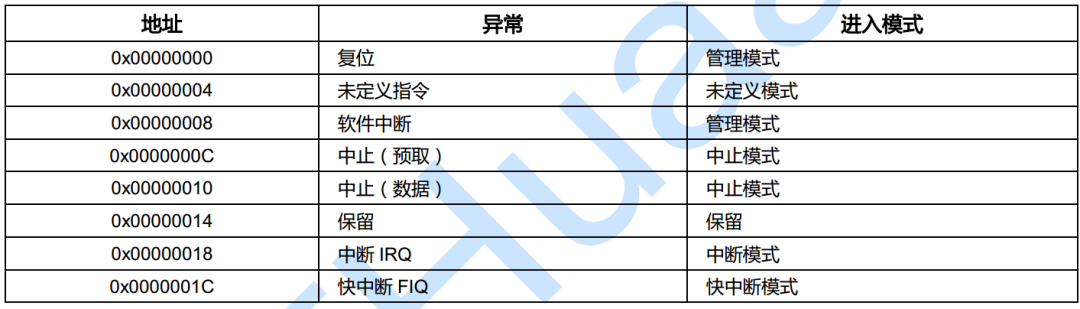 地址 异常 进入模式
0x00000000 复位 管理模式
0x00000004 未定义指令 未定义模式
0x00000008 软件中断 管理模式
0x0000000C 中止（预取） 中止模式
0x00000010 中止（数据） 中止模式
0x00000014 保留 保留
0x00000018 中断 IRQ 中断模式
0x0000001C 快中断 FIQ 快中断模式